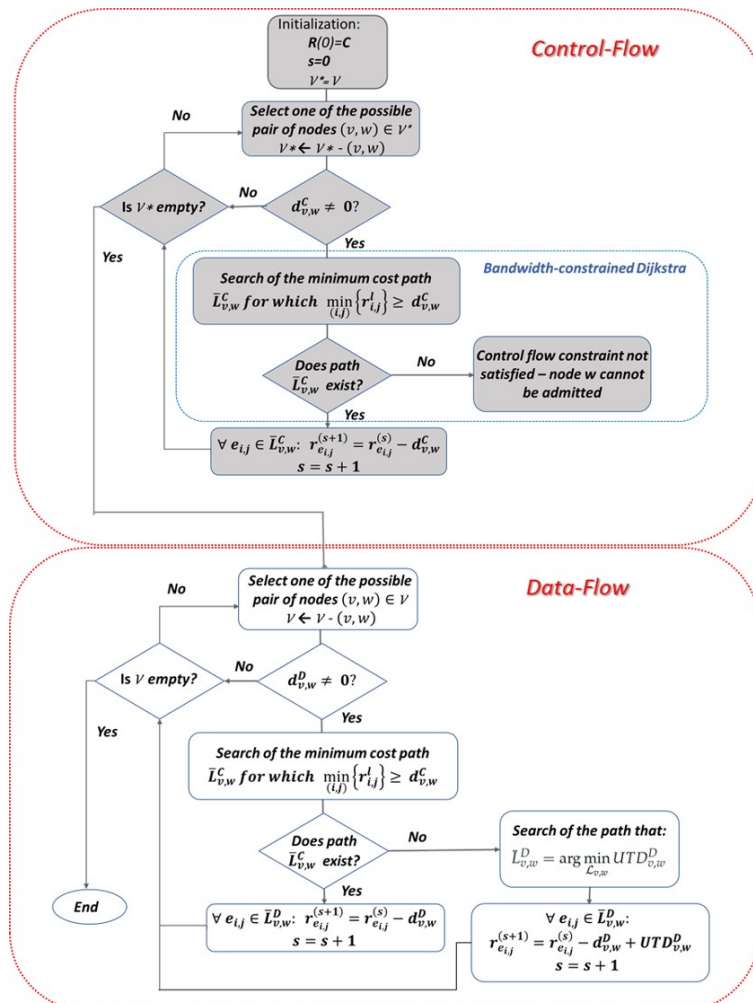 Initialization:
R(0)=C
s=0
𝒱*= 𝒱
Control-Flow
No
Select one of the possible
pair of nodes (v, w) ∈ 𝒱*
𝒱* ← 𝒱* - (v, w)
Is 𝒱* empty?
No
d^C_{v,w} ≠ 0?
Yes
Yes
Bandwidth-constrained Dijkstra
Search of the minimum cost path
L̄^C_{v,w} for which min_{(i,j)} {r^l_{i,j}} ≥ d^C_{v,w}
Does path
L̄^C_{v,w} exist?
No
Control flow constraint not
satisfied – node w cannot
be admitted
Yes
∀ e_{i,j} ∈ L̄^C_{v,w}: r^{(s+1)}_{e_{i,j}} = r^{(s)}_{e_{i,j}} − d^C_{v,w}
s = s + 1
Data-Flow
No
Select one of the possible
pair of nodes (v, w) ∈ 𝒱
𝒱 ← 𝒱 - (v, w)
Is 𝒱 empty?
No
d^D_{v,w} ≠ 0?
Yes
Yes
Search of the minimum cost path
L̄^C_{v,w} for which min_{(i,j)} {r^l_{i,j}} ≥ d^C_{v,w}
Does path
L̄^C_{v,w} exist?
No
Search of the path that:
L̄^D_{v,w} = arg min_{ℒ_{v,w}} UTD^D_{v,w}
Yes
End
∀ e_{i,j} ∈ L̄^D_{v,w}: r^{(s+1)}_{e_{i,j}} = r^{(s)}_{e_{i,j}} − d^D_{v,w}
s = s + 1
∀ e_{i,j} ∈ L̄^D_{v,w}:
r^{(s+1)}_{e_{i,j}} = r^{(s)}_{e_{i,j}} − d^D_{v,w} + UTD^D_{v,w}
s = s + 1